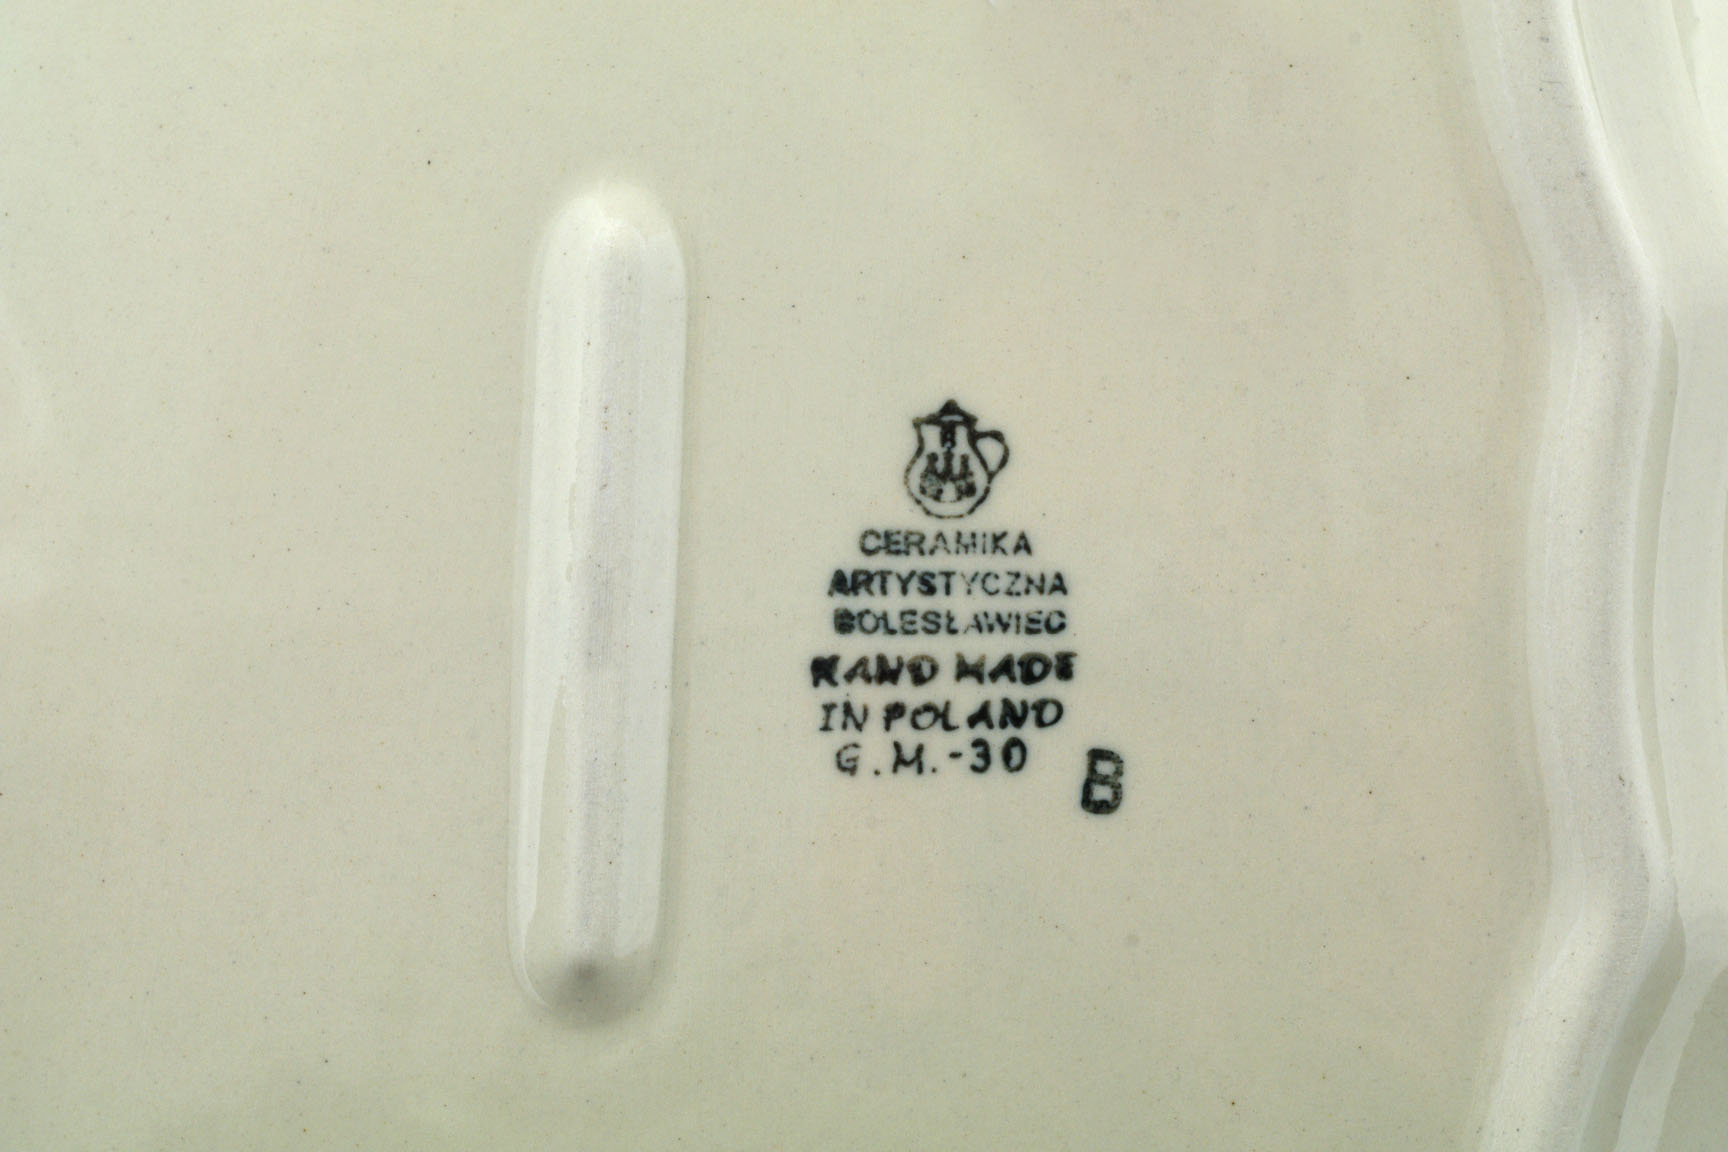 CERAMIKA
ARTYSTYCZNA
BOLESŁAWIEC
HAND MADE
IN POLAND
G.M.-30
B